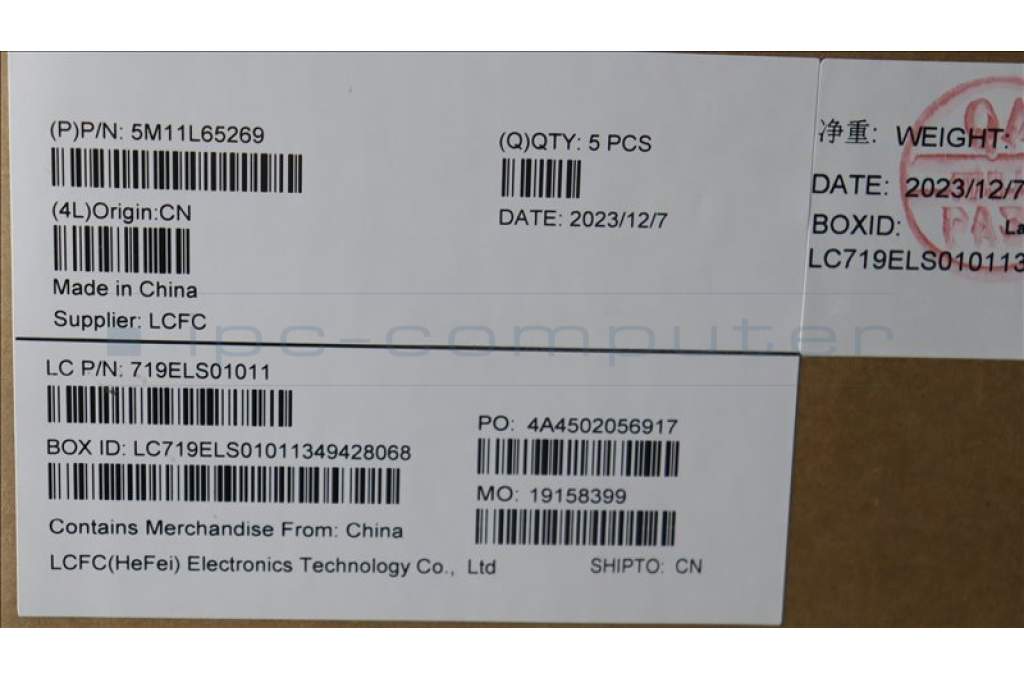 (P)P/N: 5M11L65269
(Q)QTY: 5 PCS
(4L)Origin:CN
DATE: 2023/12/7
Made in China
Supplier: LCFC
净重: WEIGHT:
DATE: 2023/12/7
BOXID:
LC719ELS010113
ipc-computer
LC P/N: 719ELS01011
PO: 4A4502056917
BOX ID: LC719ELS01011349428068
MO: 19158399
Contains Merchandise From: China
LCFC(HeFei) Electronics Technology Co., Ltd
SHIPTO: CN